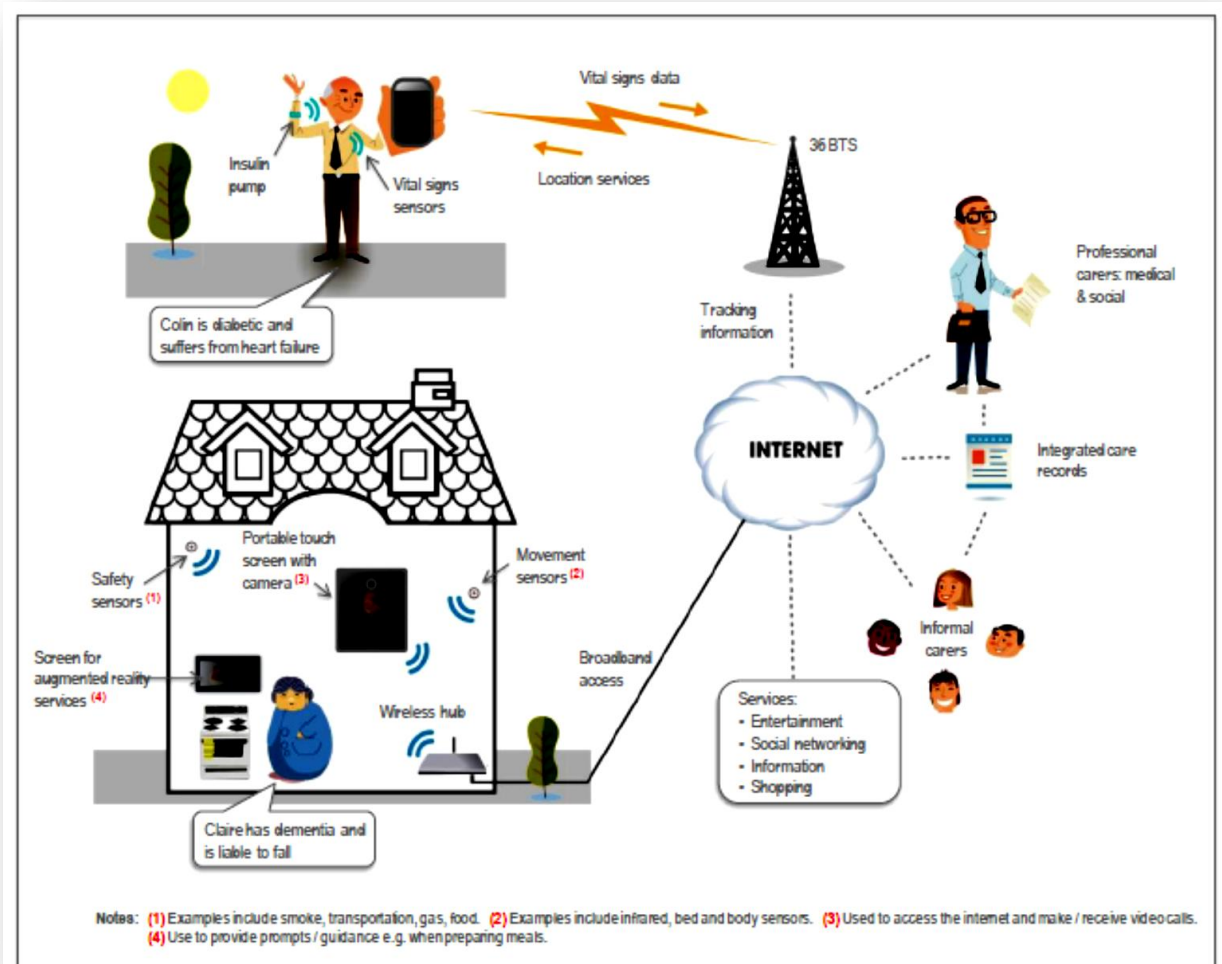 Vital signs data
36 BTS
Insulin
pump
Vital signs
sensors
Location services
Professional
carers: medical
& social
Tracking
information
Colin is diabetic and
suffers from heart failure
INTERNET
Integrated care
records
Portable touch
screen with
camera (3)
Movement
sensors (2)
Safety
sensors (1)
Screen for
augmented reality
services (4)
Broadband
access
Informal
carers
Wireless hub
Services:
• Entertainment
• Social networking
• Information
• Shopping
Claire has dementia and
is liable to fall
Notes: (1) Examples include smoke, transportation, gas, food. (2) Examples include infrared, bed and body sensors. (3) Used to access the internet and make / receive video calls.
(4) Use to provide prompts / guidance e.g. when preparing meals.